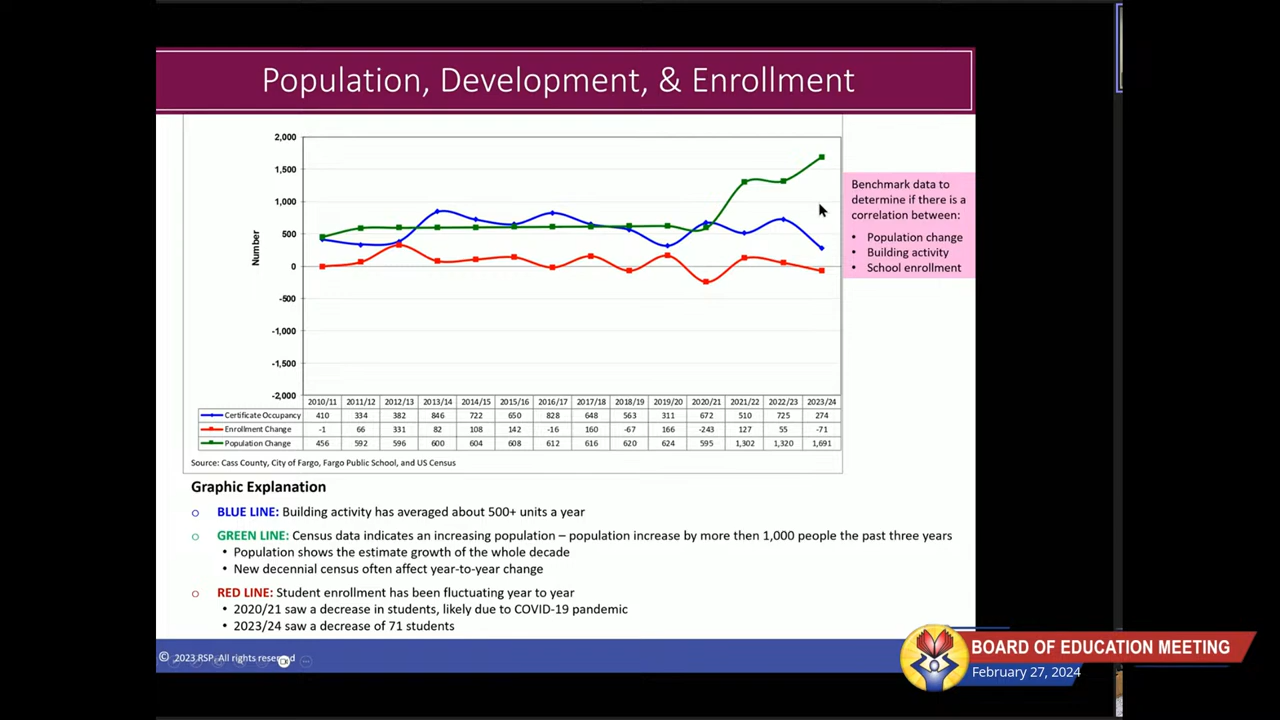 Population, Development, & Enrollment
2,000
1,500
1,000
500
0
-500
-1,000
-1,500
-2,000
Number
Benchmark data to
determine if there is a
correlation between:
• Population change
• Building activity
• School enrollment
2010/11 2011/12 2012/13 2013/14 2014/15 2015/16 2016/17 2017/18 2018/19 2019/20 2020/21 2021/22 2022/23 2023/24
Certificate Occupancy 410 334 382 846 722 650 828 648 563 311 672 510 725 274
Enrollment Change -1 66 331 82 108 142 -16 160 -67 166 -243 127 55 -71
Population Change 456 592 596 600 604 608 612 616 620 624 595 1,302 1,320 1,691
Source: Cass County, City of Fargo, Fargo Public School, and US Census
Graphic Explanation
BLUE LINE: Building activity has averaged about 500+ units a year
GREEN LINE: Census data indicates an increasing population – population increase by more then 1,000 people the past three years
• Population shows the estimate growth of the whole decade
• New decennial census often affect year-to-year change
RED LINE: Student enrollment has been fluctuating year to year
• 2020/21 saw a decrease in students, likely due to COVID-19 pandemic
• 2023/24 saw a decrease of 71 students
© 2023 RSP. All rights reserved
BOARD OF EDUCATION MEETING
February 27, 2024